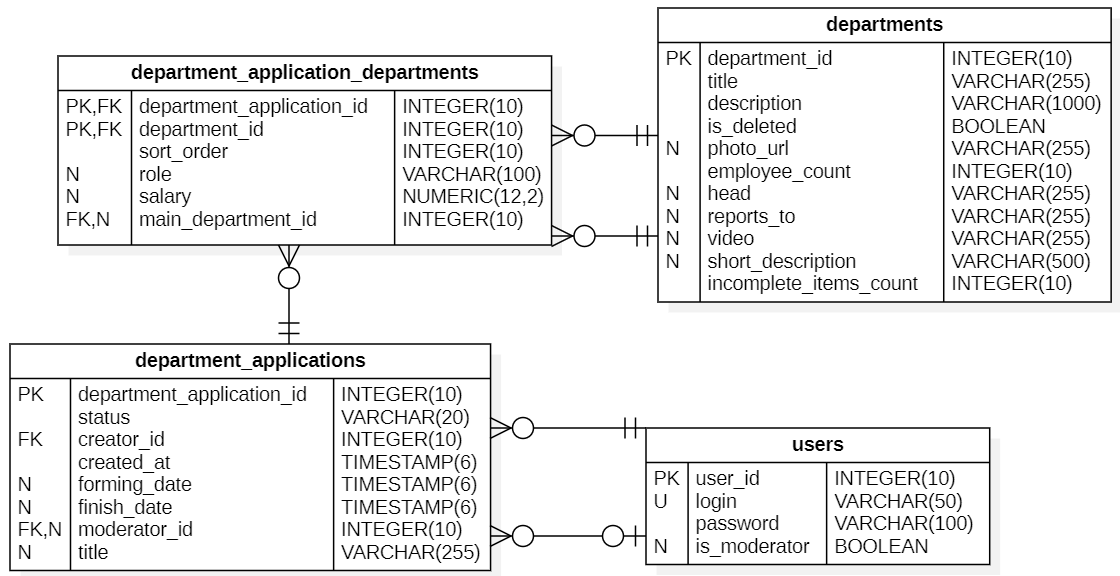 departments
PK department_id INTEGER(10)
title VARCHAR(255)
description VARCHAR(1000)
is_deleted BOOLEAN
N photo_url VARCHAR(255)
employee_count INTEGER(10)
N head VARCHAR(255)
N reports_to VARCHAR(255)
N video VARCHAR(255)
N short_description VARCHAR(500)
incomplete_items_count INTEGER(10)
department_application_departments
PK,FK department_application_id INTEGER(10)
PK,FK department_id INTEGER(10)
sort_order INTEGER(10)
N role VARCHAR(100)
N salary NUMERIC(12,2)
FK,N main_department_id INTEGER(10)
department_applications
PK department_application_id INTEGER(10)
status VARCHAR(20)
FK creator_id INTEGER(10)
created_at TIMESTAMP(6)
N forming_date TIMESTAMP(6)
N finish_date TIMESTAMP(6)
FK,N moderator_id INTEGER(10)
N title VARCHAR(255)
users
PK user_id INTEGER(10)
U login VARCHAR(50)
password VARCHAR(100)
N is_moderator BOOLEAN